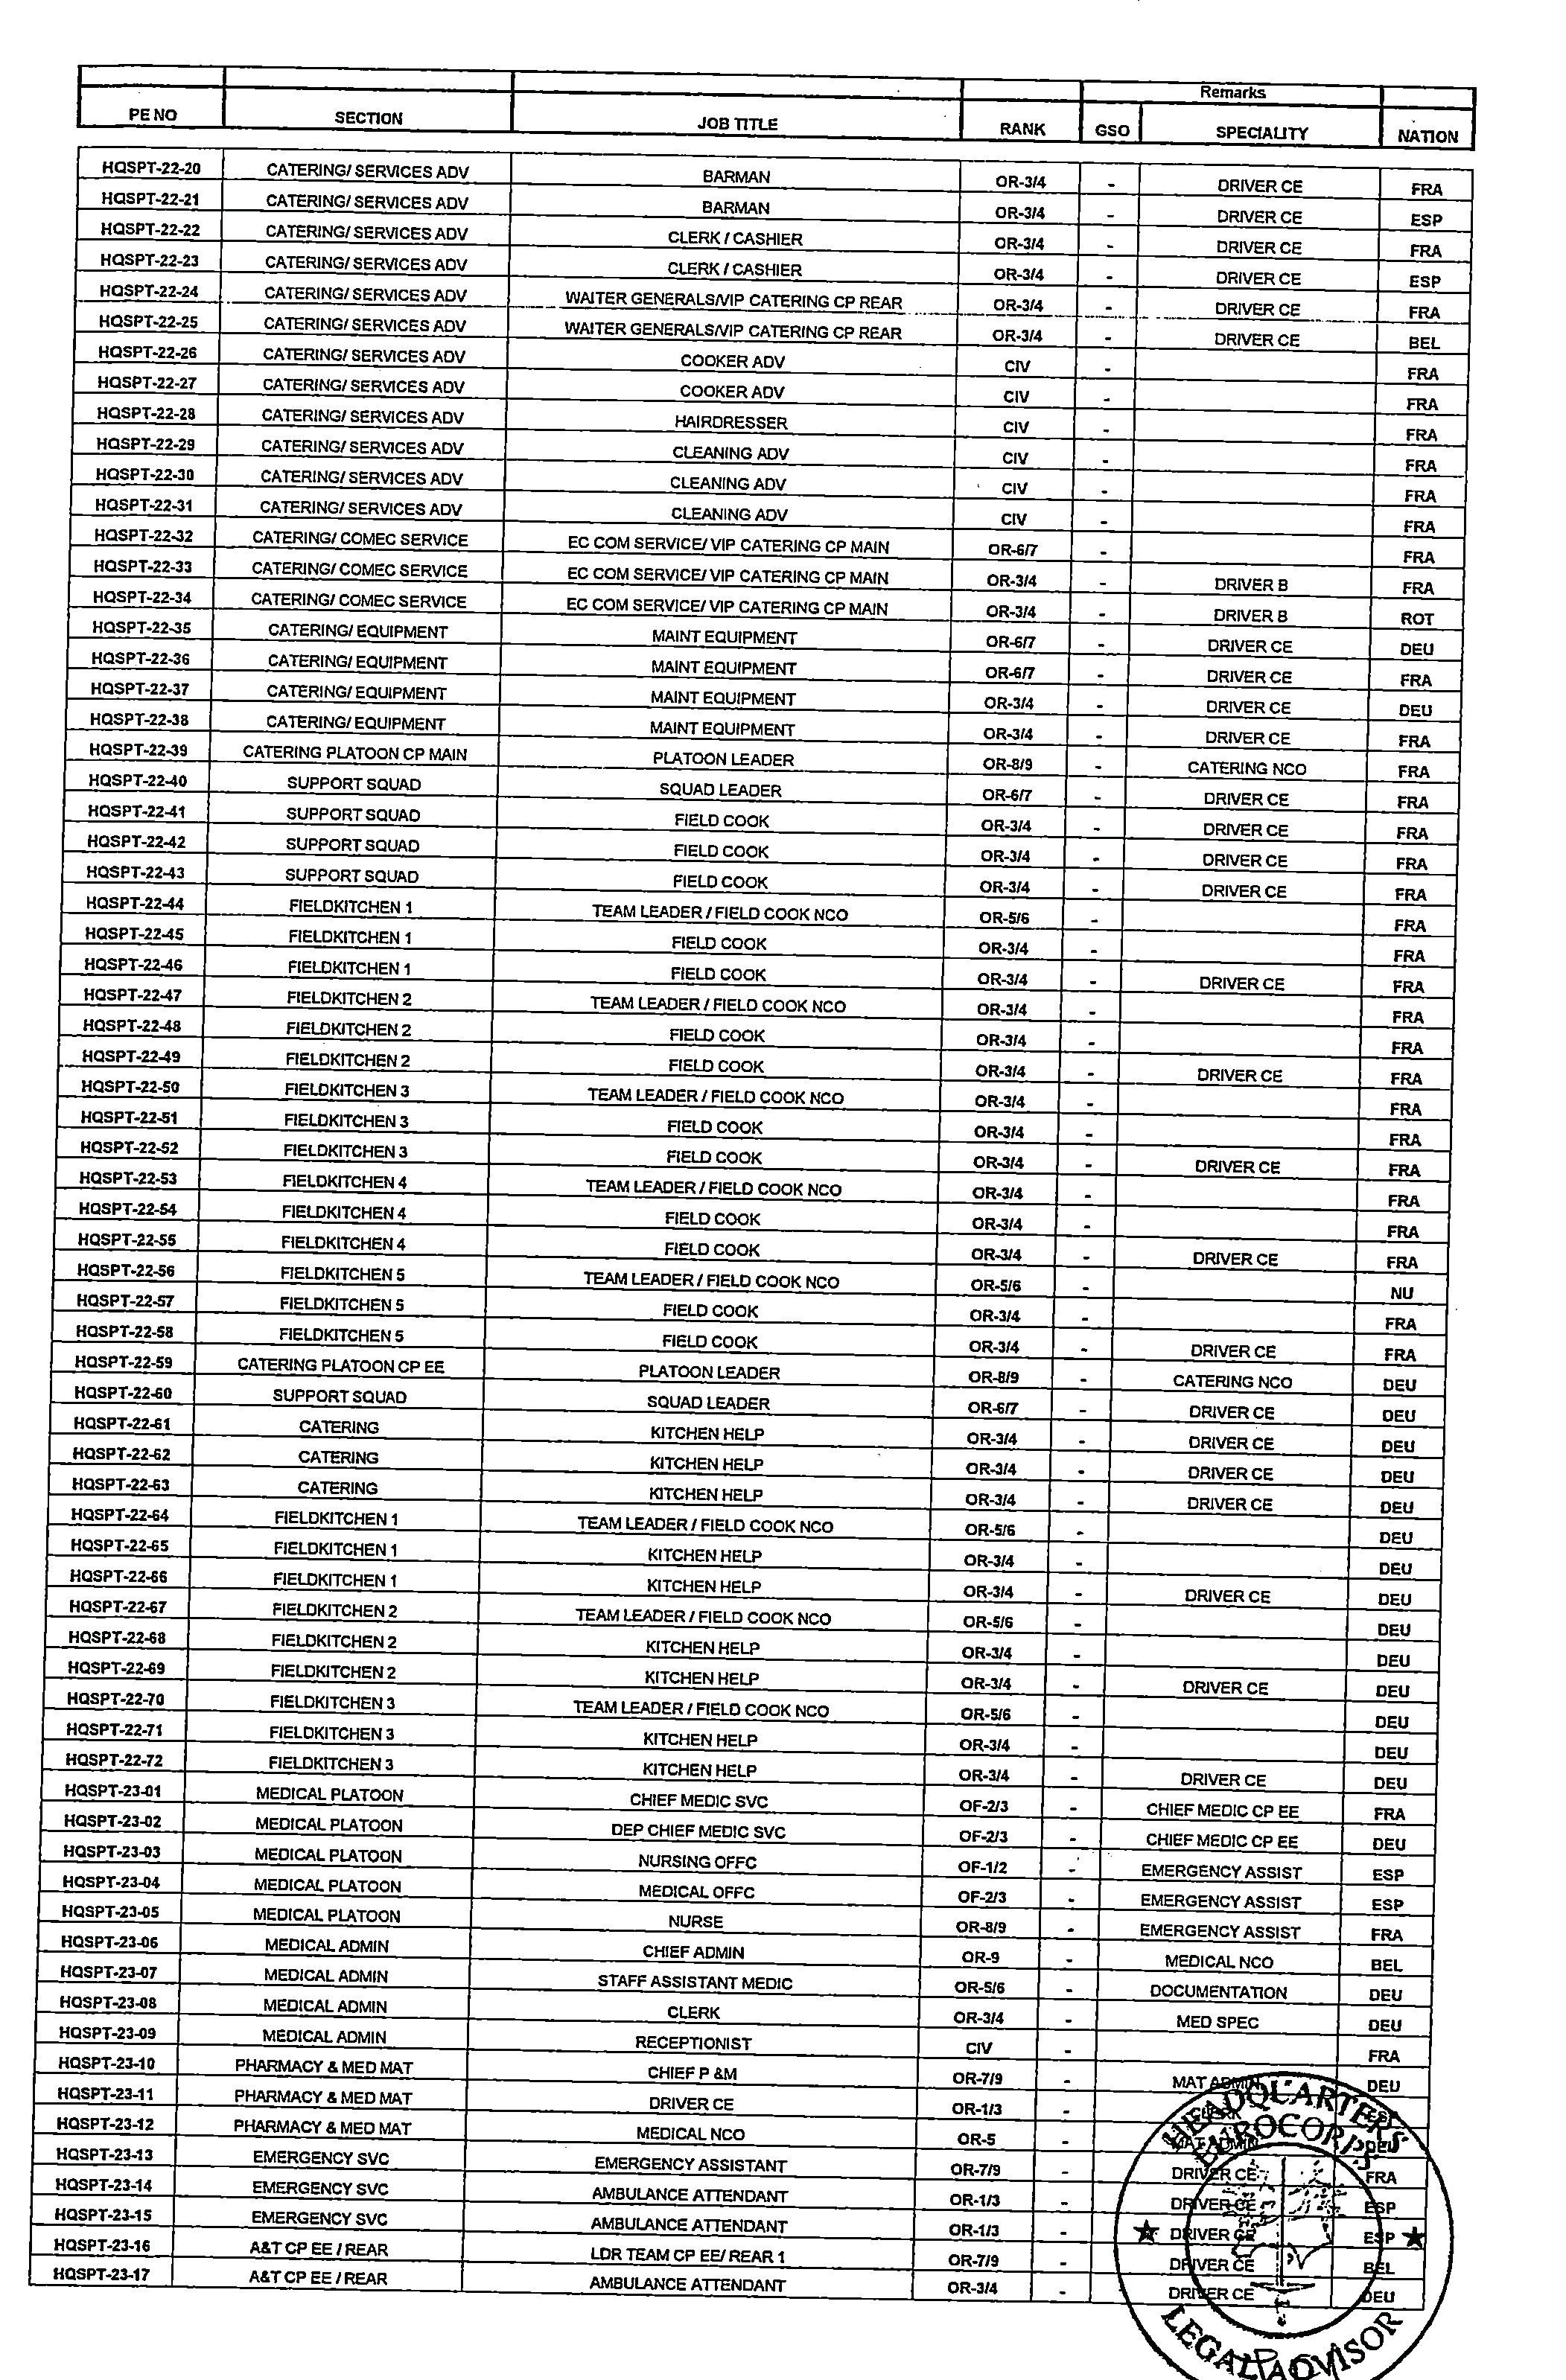 Remarks
PE NO SECTION JOB TITLE RANK GSO SPECIALITY NATION
HQSPT-22-20 CATERING/ SERVICES ADV BARMAN OR-3/4 - DRIVER CE FRA
HQSPT-22-21 CATERING/ SERVICES ADV BARMAN OR-3/4 - DRIVER CE ESP
HQSPT-22-22 CATERING/ SERVICES ADV CLERK / CASHIER OR-3/4 - DRIVER CE FRA
HQSPT-22-23 CATERING/ SERVICES ADV CLERK / CASHIER OR-3/4 - DRIVER CE ESP
HQSPT-22-24 CATERING/ SERVICES ADV WAITER GENERALS/VIP CATERING CP REAR OR-3/4 - DRIVER CE FRA
HQSPT-22-25 CATERING/ SERVICES ADV WAITER GENERALS/VIP CATERING CP REAR OR-3/4 - DRIVER CE BEL
HQSPT-22-26 CATERING/ SERVICES ADV COOKER ADV CIV - FRA
HQSPT-22-27 CATERING/ SERVICES ADV COOKER ADV CIV - FRA
HQSPT-22-28 CATERING/ SERVICES ADV HAIRDRESSER CIV - FRA
HQSPT-22-29 CATERING/ SERVICES ADV CLEANING ADV CIV - FRA
HQSPT-22-30 CATERING/ SERVICES ADV CLEANING ADV CIV - FRA
HQSPT-22-31 CATERING/ SERVICES ADV CLEANING ADV CIV - FRA
HQSPT-22-32 CATERING/ COMEC SERVICE EC COM SERVICE/ VIP CATERING CP MAIN OR-6/7 - FRA
HQSPT-22-33 CATERING/ COMEC SERVICE EC COM SERVICE/ VIP CATERING CP MAIN OR-3/4 - DRIVER B FRA
HQSPT-22-34 CATERING/ COMEC SERVICE EC COM SERVICE/ VIP CATERING CP MAIN OR-3/4 - DRIVER B ROT
HQSPT-22-35 CATERING/ EQUIPMENT MAINT EQUIPMENT OR-6/7 - DRIVER CE DEU
HQSPT-22-36 CATERING/ EQUIPMENT MAINT EQUIPMENT OR-6/7 - DRIVER CE FRA
HQSPT-22-37 CATERING/ EQUIPMENT MAINT EQUIPMENT OR-3/4 - DRIVER CE DEU
HQSPT-22-38 CATERING/ EQUIPMENT MAINT EQUIPMENT OR-3/4 - DRIVER CE FRA
HQSPT-22-39 CATERING PLATOON CP MAIN PLATOON LEADER OR-8/9 - CATERING NCO FRA
HQSPT-22-40 SUPPORT SQUAD SQUAD LEADER OR-6/7 - DRIVER CE FRA
HQSPT-22-41 SUPPORT SQUAD FIELD COOK OR-3/4 - DRIVER CE FRA
HQSPT-22-42 SUPPORT SQUAD FIELD COOK OR-3/4 - DRIVER CE FRA
HQSPT-22-43 SUPPORT SQUAD FIELD COOK OR-3/4 - DRIVER CE FRA
HQSPT-22-44 FIELDKITCHEN 1 TEAM LEADER / FIELD COOK NCO OR-5/6 - FRA
HQSPT-22-45 FIELDKITCHEN 1 FIELD COOK OR-3/4 - FRA
HQSPT-22-46 FIELDKITCHEN 1 FIELD COOK OR-3/4 - DRIVER CE FRA
HQSPT-22-47 FIELDKITCHEN 2 TEAM LEADER / FIELD COOK NCO OR-3/4 - FRA
HQSPT-22-48 FIELDKITCHEN 2 FIELD COOK OR-3/4 - FRA
HQSPT-22-49 FIELDKITCHEN 2 FIELD COOK OR-3/4 - DRIVER CE FRA
HQSPT-22-50 FIELDKITCHEN 3 TEAM LEADER / FIELD COOK NCO OR-3/4 - FRA
HQSPT-22-51 FIELDKITCHEN 3 FIELD COOK OR-3/4 - FRA
HQSPT-22-52 FIELDKITCHEN 3 FIELD COOK OR-3/4 - DRIVER CE FRA
HQSPT-22-53 FIELDKITCHEN 4 TEAM LEADER / FIELD COOK NCO OR-3/4 - FRA
HQSPT-22-54 FIELDKITCHEN 4 FIELD COOK OR-3/4 - FRA
HQSPT-22-55 FIELDKITCHEN 4 FIELD COOK OR-3/4 - DRIVER CE FRA
HQSPT-22-56 FIELDKITCHEN 5 TEAM LEADER / FIELD COOK NCO OR-5/6 - NU
HQSPT-22-57 FIELDKITCHEN 5 FIELD COOK OR-3/4 - FRA
HQSPT-22-58 FIELDKITCHEN 5 FIELD COOK OR-3/4 - DRIVER CE FRA
HQSPT-22-59 CATERING PLATOON CP EE PLATOON LEADER OR-8/9 - CATERING NCO DEU
HQSPT-22-60 SUPPORT SQUAD SQUAD LEADER OR-6/7 - DRIVER CE DEU
HQSPT-22-61 CATERING KITCHEN HELP OR-3/4 - DRIVER CE DEU
HQSPT-22-62 CATERING KITCHEN HELP OR-3/4 - DRIVER CE DEU
HQSPT-22-63 CATERING KITCHEN HELP OR-3/4 - DRIVER CE DEU
HQSPT-22-64 FIELDKITCHEN 1 TEAM LEADER / FIELD COOK NCO OR-5/6 - DEU
HQSPT-22-65 FIELDKITCHEN 1 KITCHEN HELP OR-3/4 - DEU
HQSPT-22-66 FIELDKITCHEN 1 KITCHEN HELP OR-3/4 - DRIVER CE DEU
HQSPT-22-67 FIELDKITCHEN 2 TEAM LEADER / FIELD COOK NCO OR-5/6 - DEU
HQSPT-22-68 FIELDKITCHEN 2 KITCHEN HELP OR-3/4 - DEU
HQSPT-22-69 FIELDKITCHEN 2 KITCHEN HELP OR-3/4 - DRIVER CE DEU
HQSPT-22-70 FIELDKITCHEN 3 TEAM LEADER / FIELD COOK NCO OR-5/6 - DEU
HQSPT-22-71 FIELDKITCHEN 3 KITCHEN HELP OR-3/4 - DEU
HQSPT-22-72 FIELDKITCHEN 3 KITCHEN HELP OR-3/4 - DRIVER CE DEU
HQSPT-23-01 MEDICAL PLATOON CHIEF MEDIC SVC OF-2/3 - CHIEF MEDIC CP EE FRA
HQSPT-23-02 MEDICAL PLATOON DEP CHIEF MEDIC SVC OF-2/3 - CHIEF MEDIC CP EE DEU
HQSPT-23-03 MEDICAL PLATOON NURSING OFFC OF-1/2 - EMERGENCY ASSIST ESP
HQSPT-23-04 MEDICAL PLATOON MEDICAL OFFC OF-2/3 - EMERGENCY ASSIST ESP
HQSPT-23-05 MEDICAL PLATOON NURSE OR-8/9 - EMERGENCY ASSIST FRA
HQSPT-23-06 MEDICAL ADMIN CHIEF ADMIN OR-9 - MEDICAL NCO BEL
HQSPT-23-07 MEDICAL ADMIN STAFF ASSISTANT MEDIC OR-5/6 - DOCUMENTATION DEU
HQSPT-23-08 MEDICAL ADMIN CLERK OR-3/4 - MED SPEC DEU
HQSPT-23-09 MEDICAL ADMIN RECEPTIONIST CIV - FRA
HQSPT-23-10 PHARMACY & MED MAT CHIEF P &M OR-7/9 - MAT ADMIN DEU
HQSPT-23-11 PHARMACY & MED MAT DRIVER CE OR-1/3 -
HQSPT-23-12 PHARMACY & MED MAT MEDICAL NCO OR-5 - MAT ADMIN DEU
HQSPT-23-13 EMERGENCY SVC EMERGENCY ASSISTANT OR-7/9 - DRIVER CE FRA
HQSPT-23-14 EMERGENCY SVC AMBULANCE ATTENDANT OR-1/3 - DRIVER CE ESP
HQSPT-23-15 EMERGENCY SVC AMBULANCE ATTENDANT OR-1/3 - DRIVER CE ESP
HQSPT-23-16 A&T CP EE / REAR LDR TEAM CP EE/ REAR 1 OR-7/9 - DRIVER CE BEL
HQSPT-23-17 A&T CP EE / REAR AMBULANCE ATTENDANT OR-3/4 - DRIVER CE DEU
HEADQUARTERS
EUROCORPS
LEGAL ADVISOR